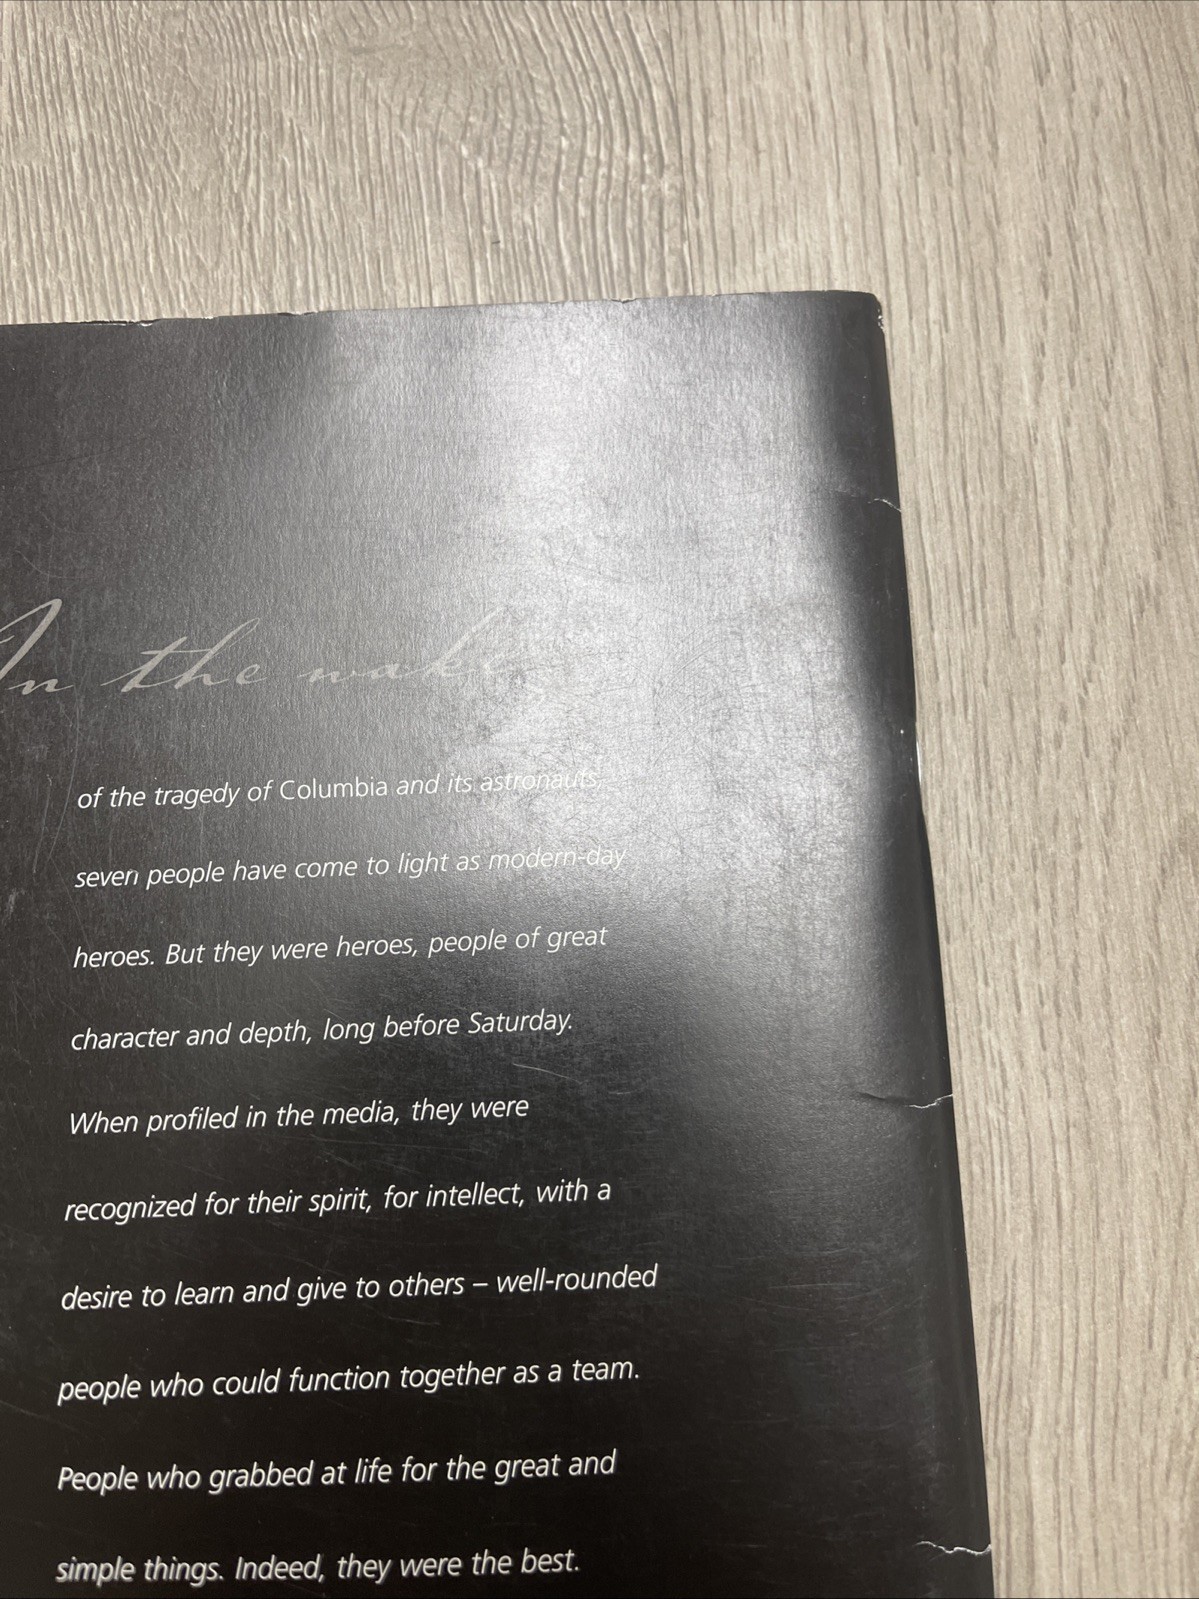 In the wake
of the tragedy of Columbia and its astronauts,
seven people have come to light as modern-day
heroes. But they were heroes, people of great
character and depth, long before Saturday.
When profiled in the media, they were
recognized for their spirit, for intellect, with a
desire to learn and give to others – well-rounded
people who could function together as a team.
People who grabbed at life for the great and
simple things. Indeed, they were the best.